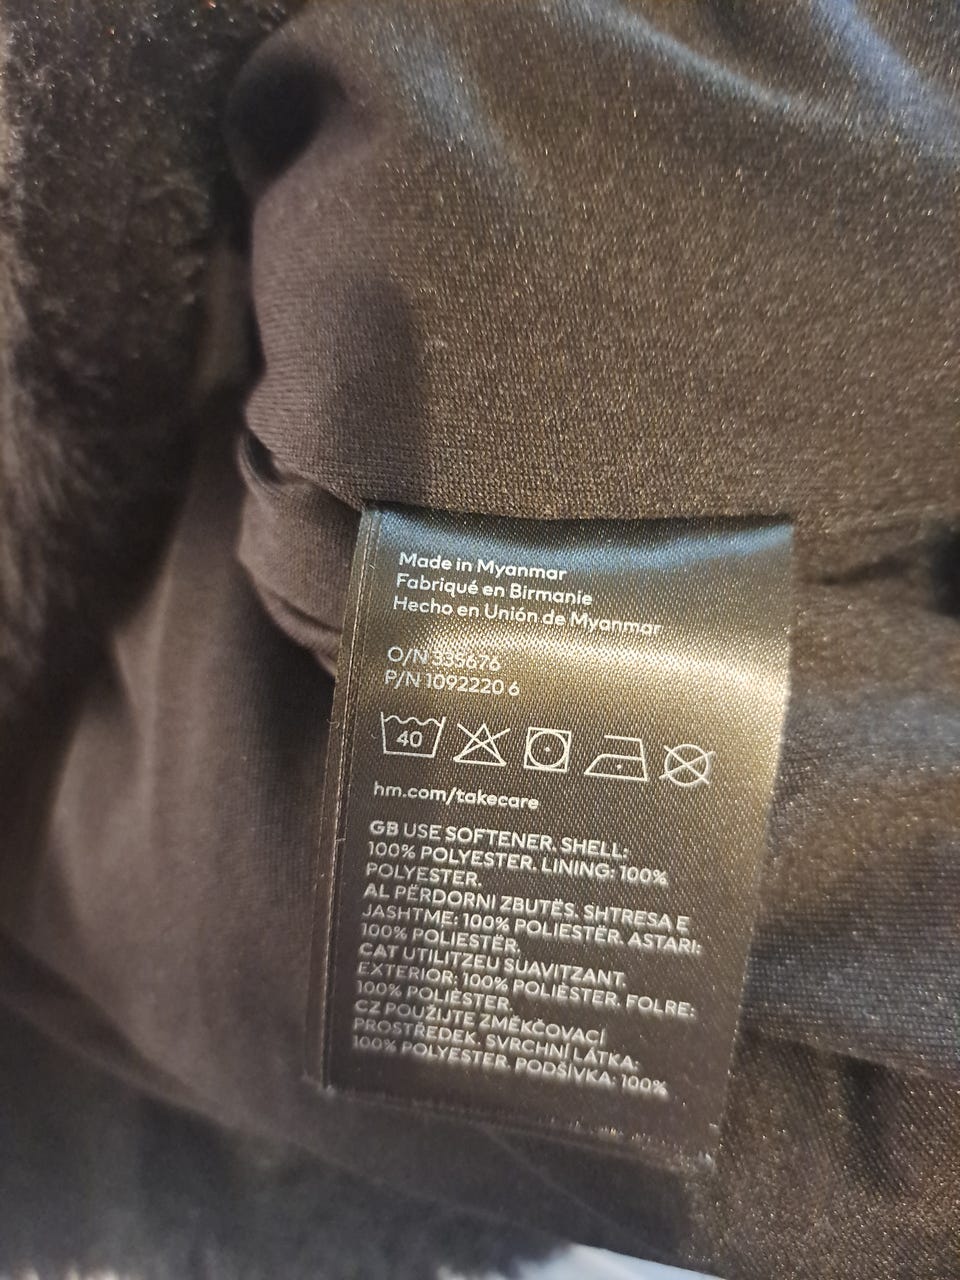 Made in Myanmar
Fabriqué en Birmanie
Hecho en Unión de Myanmar
O/N 335676
P/N 1092220 6
40
hm.com/takecare
GB USE SOFTENER. SHELL:
100% POLYESTER. LINING: 100%
POLYESTER.
AL PËRDORNI ZBUTËS. SHTRESA E
JASHTME: 100% POLIESTËR. ASTARI:
100% POLIESTËR.
CAT UTILITZEU SUAVITZANT.
EXTERIOR: 100% POLIÈSTER. FOLRE:
100% POLIÈSTER.
CZ POUŽIJTE ZMĚKČOVACÍ
PROSTŘEDEK. SVRCHNÍ LÁTKA:
100% POLYESTER. PODŠÍVKA: 100%